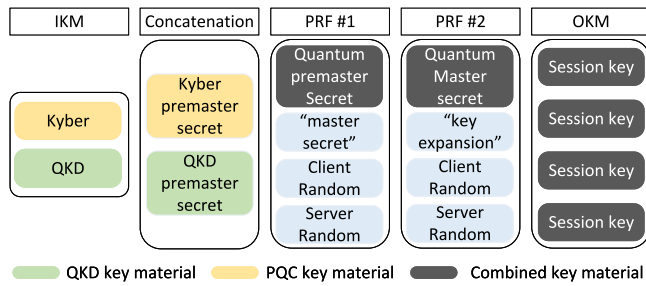 IKM
Concatenation
PRF #1
PRF #2
OKM
Kyber
QKD
Kyber
premaster
secret
QKD
premaster
secret
Quantum
premaster
Secret
“master
secret”
Client
Random
Server
Random
Quantum
Master
secret
“key
expansion”
Client
Random
Server
Random
Session key
Session key
Session key
Session key
QKD key material
PQC key material
Combined key material